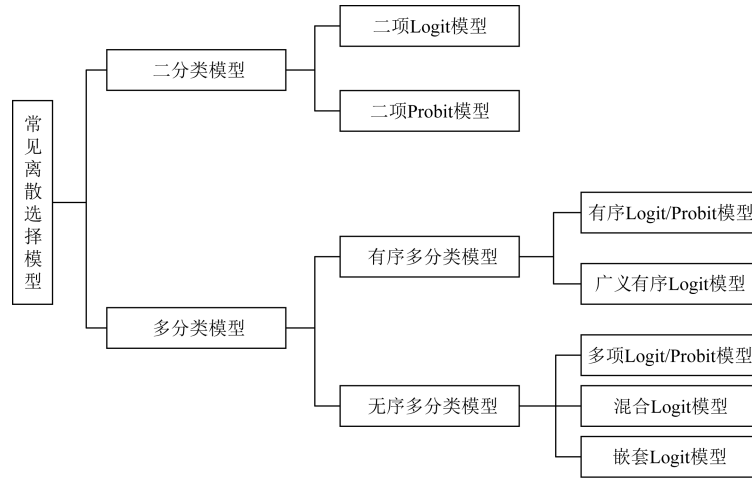 常见离散选择模型
二分类模型
二项Logit模型
二项Probit模型
多分类模型
有序多分类模型
有序Logit/Probit模型
广义有序Logit模型
无序多分类模型
多项Logit/Probit模型
混合Logit模型
嵌套Logit模型